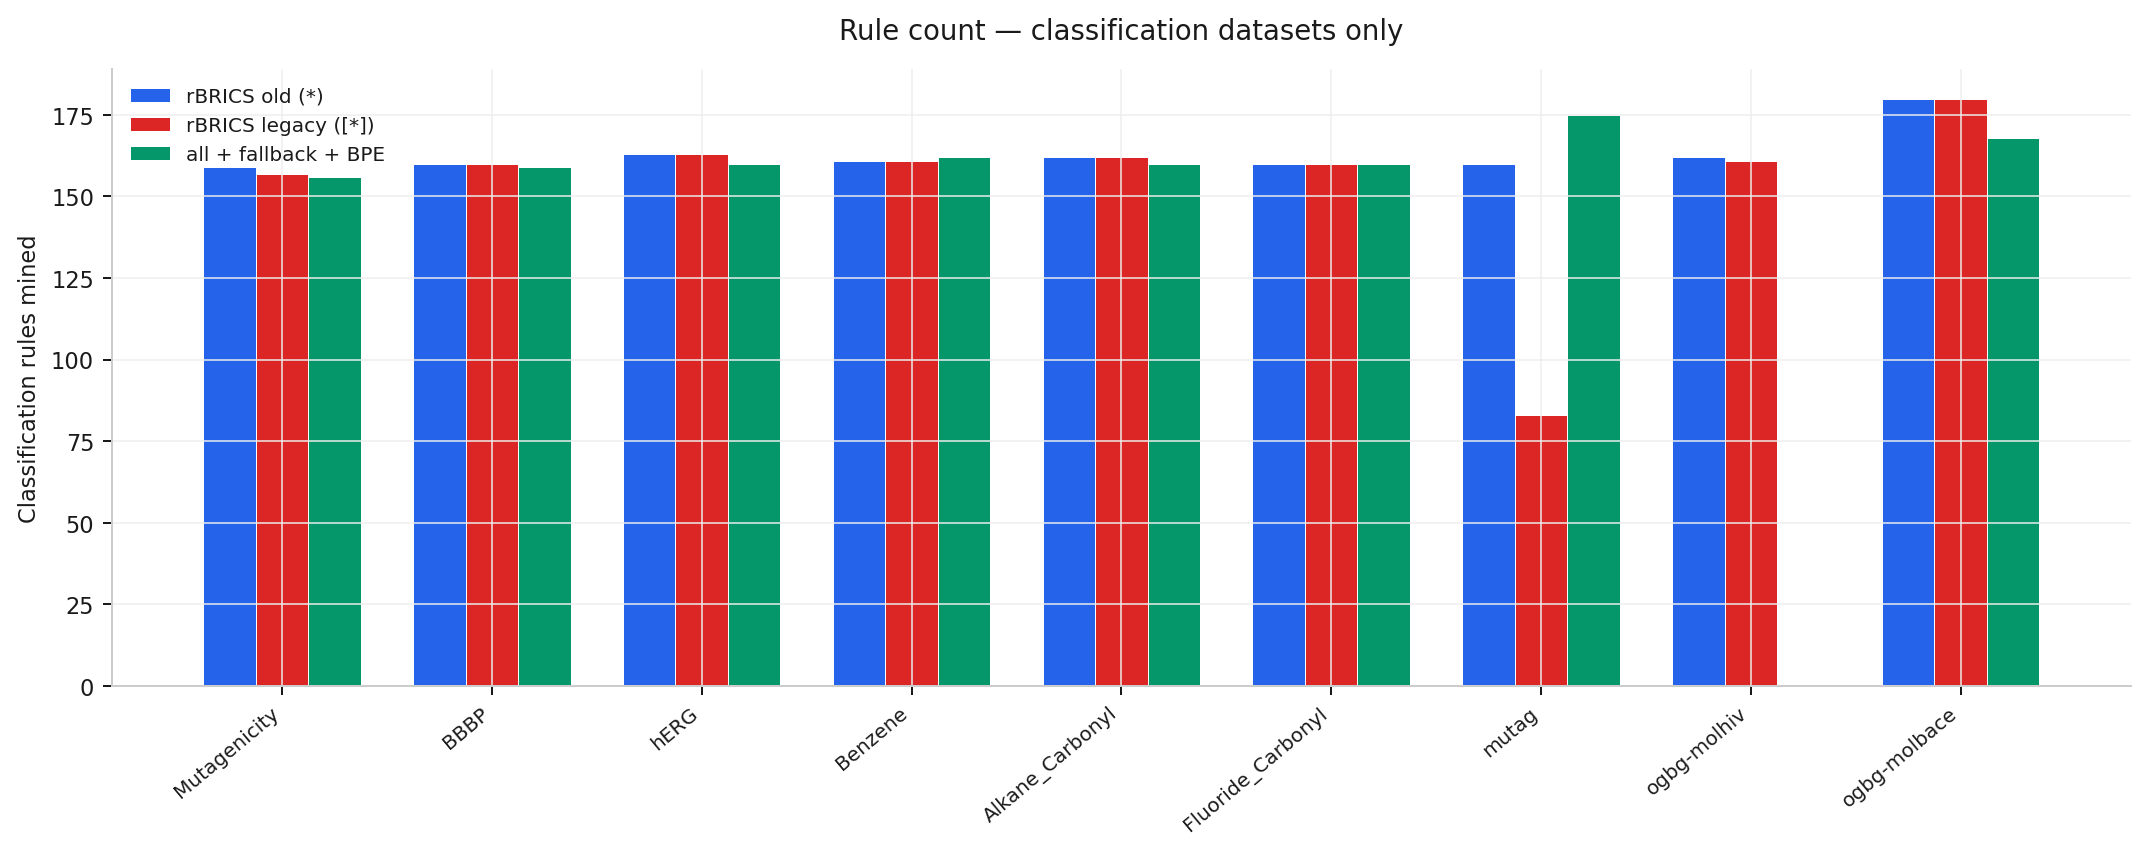 Rule count — classification datasets only
rBRICS old (*)
rBRICS legacy ([*])
all + fallback + BPE
Classification rules mined
175
150
125
100
75
50
25
0
Mutagenicity
BBBP
hERG
Benzene
Alkane_Carbonyl
Fluoride_Carbonyl
mutag
ogbg-molhiv
ogbg-molbace